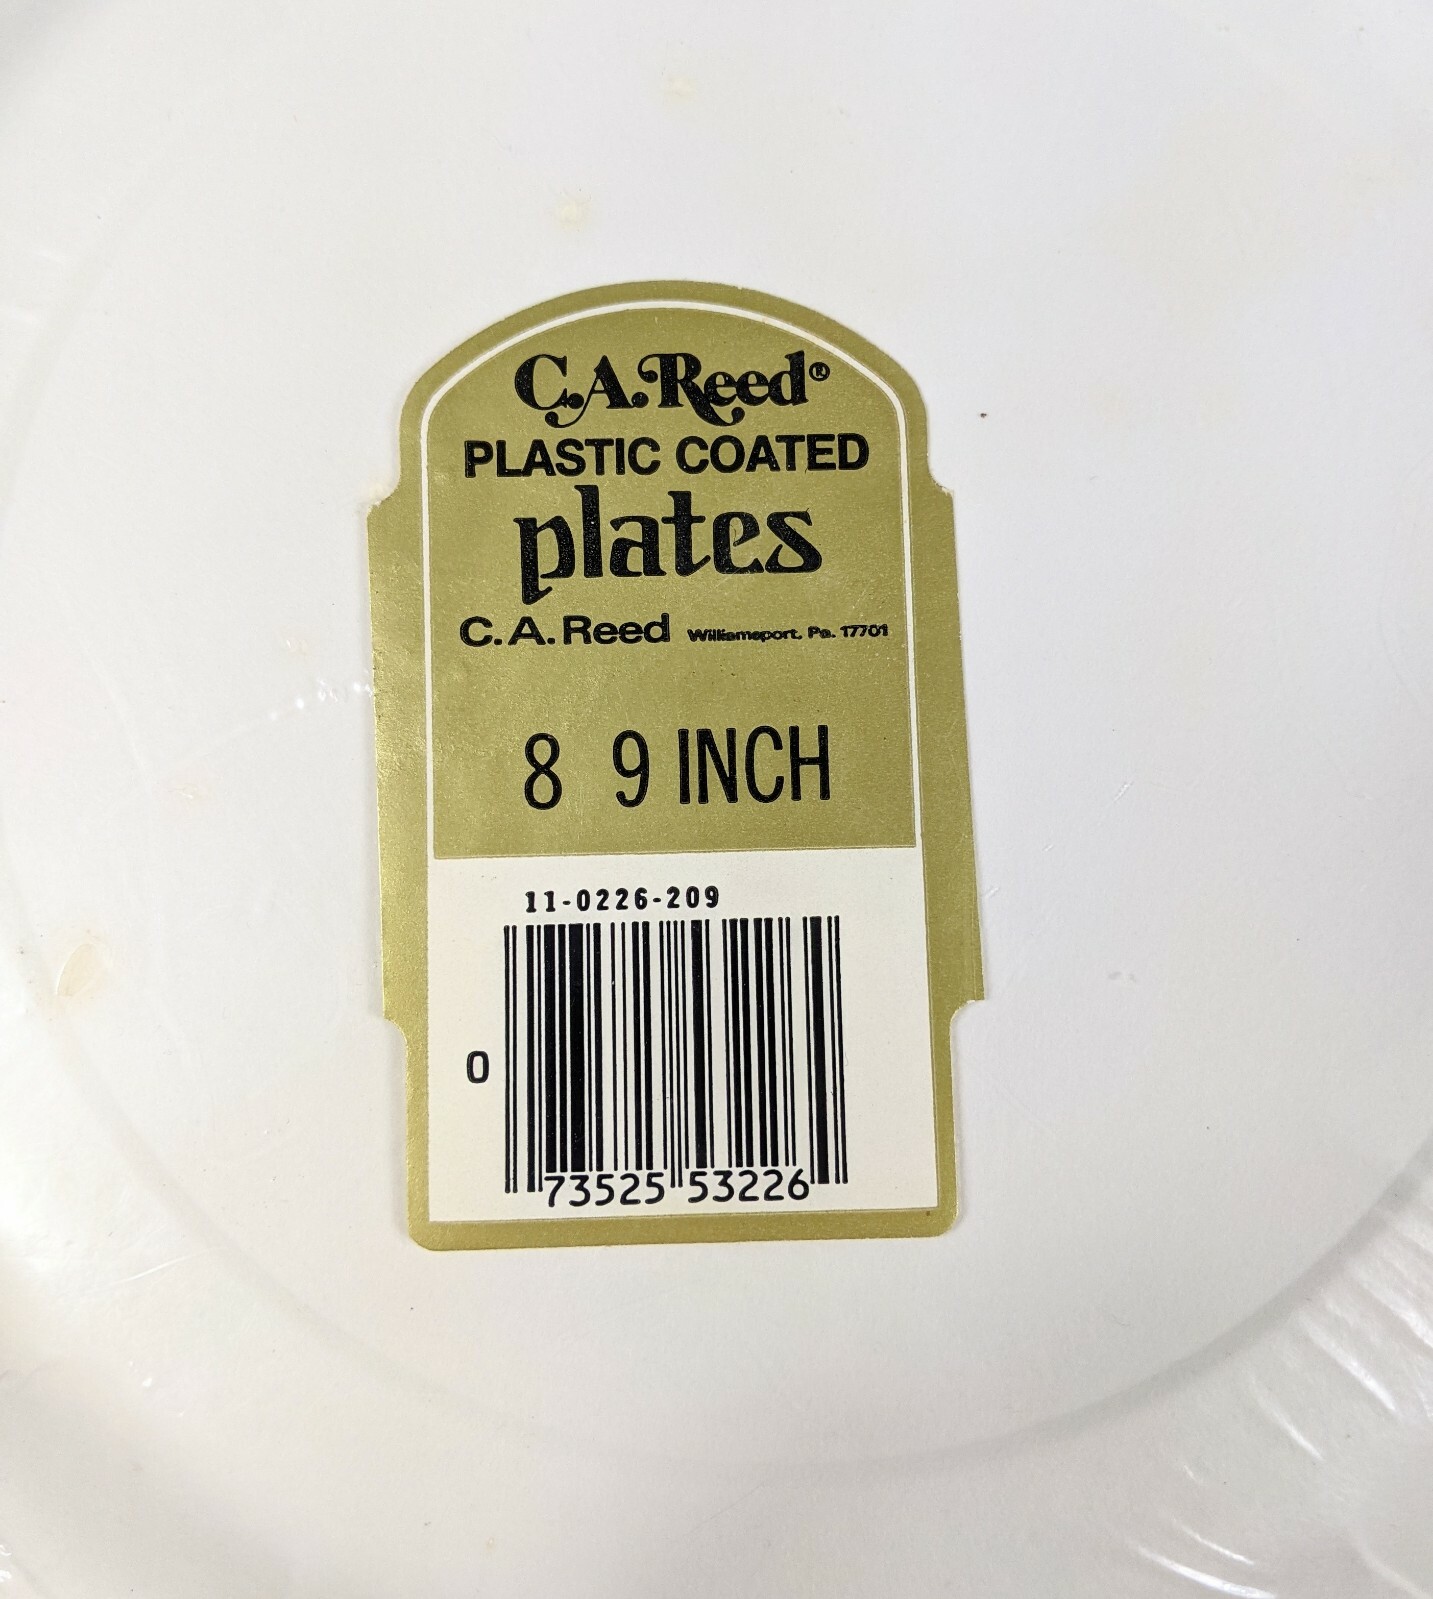 C.A. Reed®
PLASTIC COATED
plates
C.A. Reed Williamsport, Pa. 17701
8 9 INCH
11-0226-209
0
73525 53226